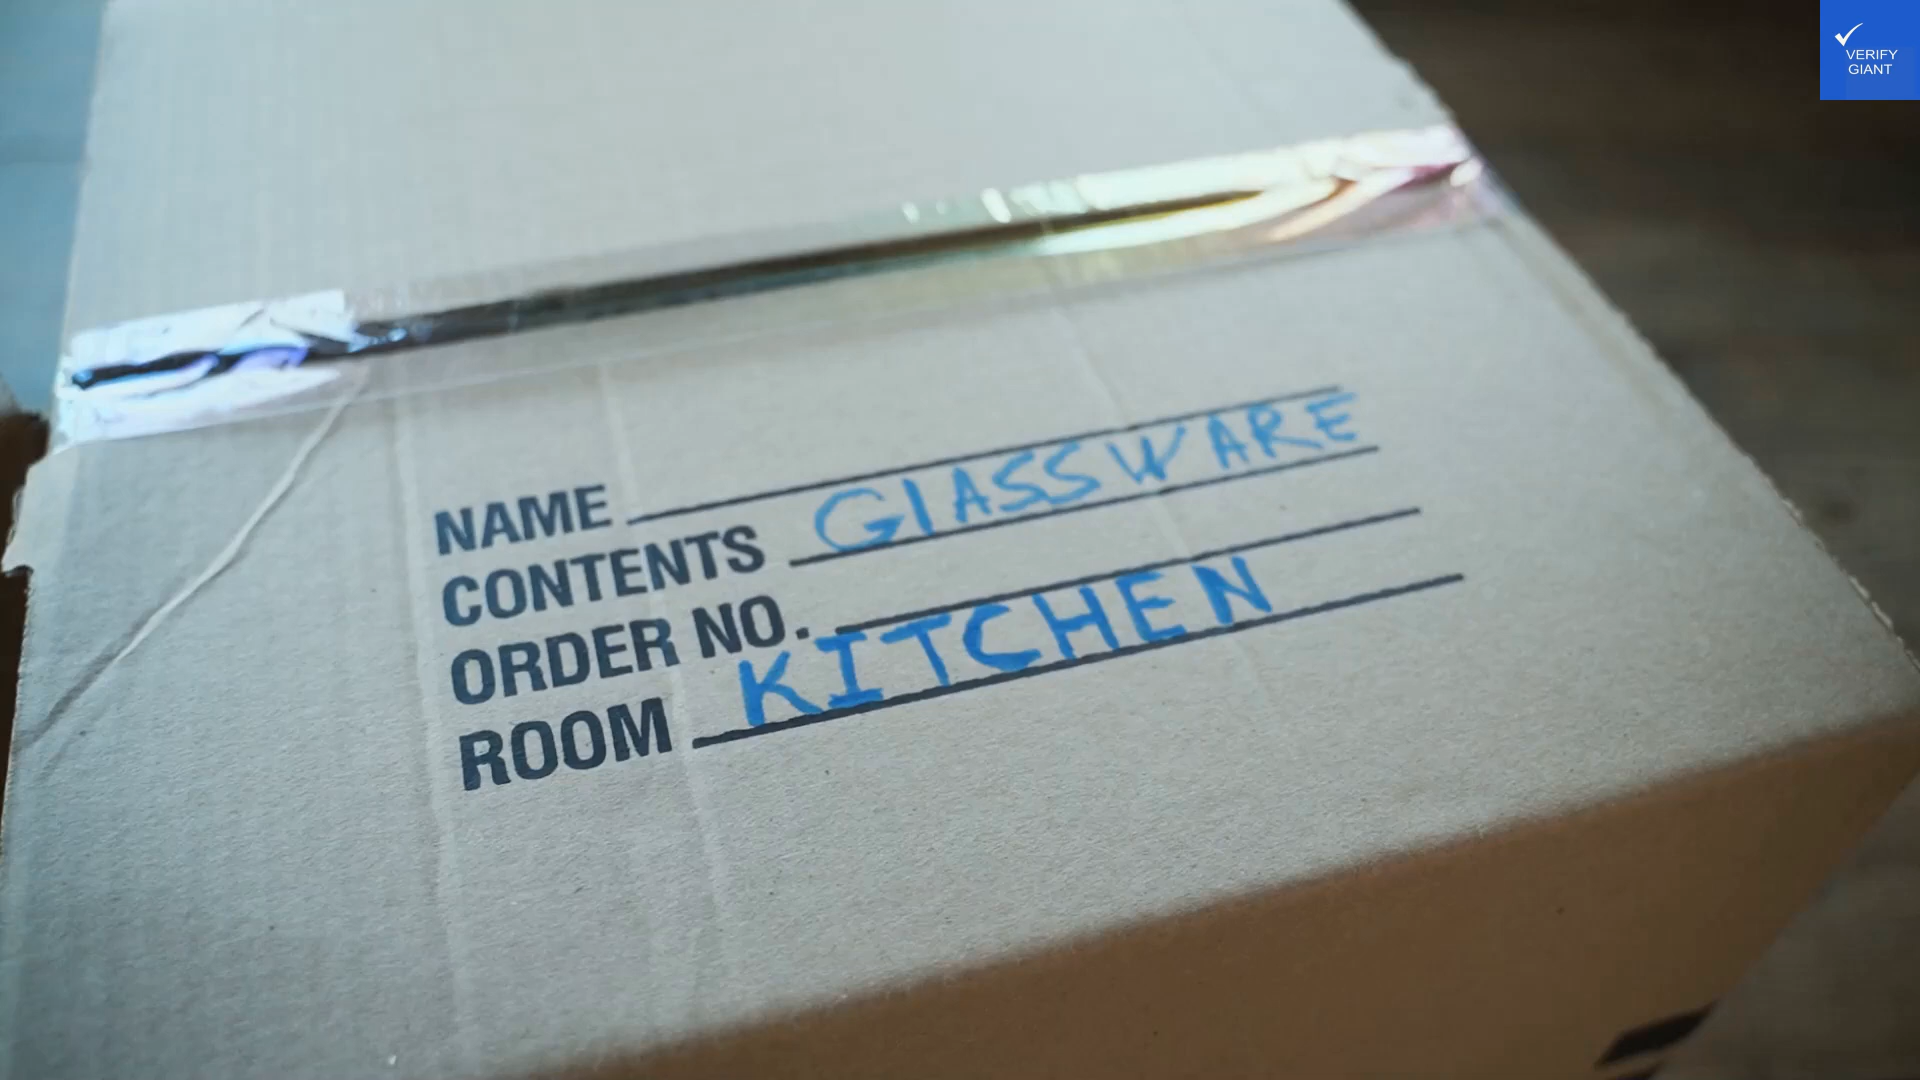 VERIFY
GIANT
NAME
CONTENTS GLASSWARE
ORDER NO.
ROOM KITCHEN